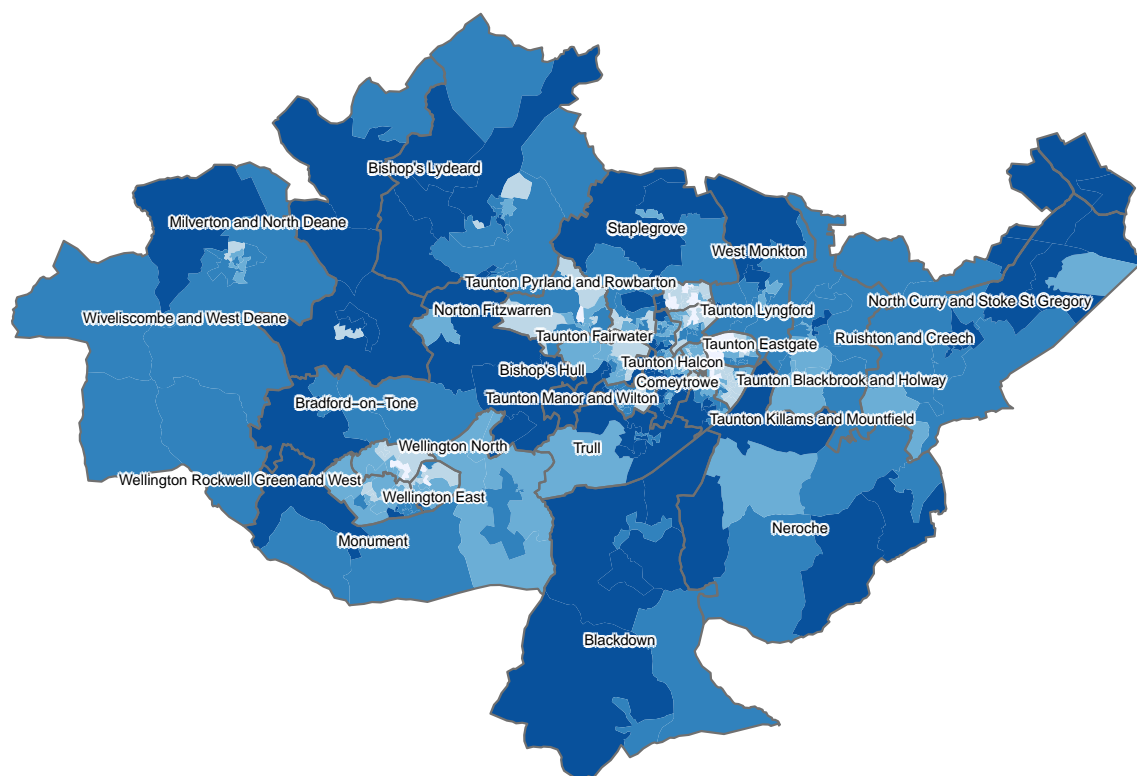 Bishop's Lydeard
Milverton and North Deane
Staplegrove
West Monkton
Taunton Pyrland and Rowbarton
North Curry and Stoke St Gregory
Norton Fitzwarren
Taunton Lyngford
Wiveliscombe and West Deane
Taunton Fairwater
Ruishton and Creech
Taunton Eastgate
Taunton Halcon
Bishop's Hull
Comeytrowe
Taunton Blackbrook and Holway
Taunton Manor and Wilton
Bradford–on–Tone
Taunton Killams and Mountfield
Wellington North
Trull
Wellington Rockwell Green and West
Wellington East
Neroche
Monument
Blackdown